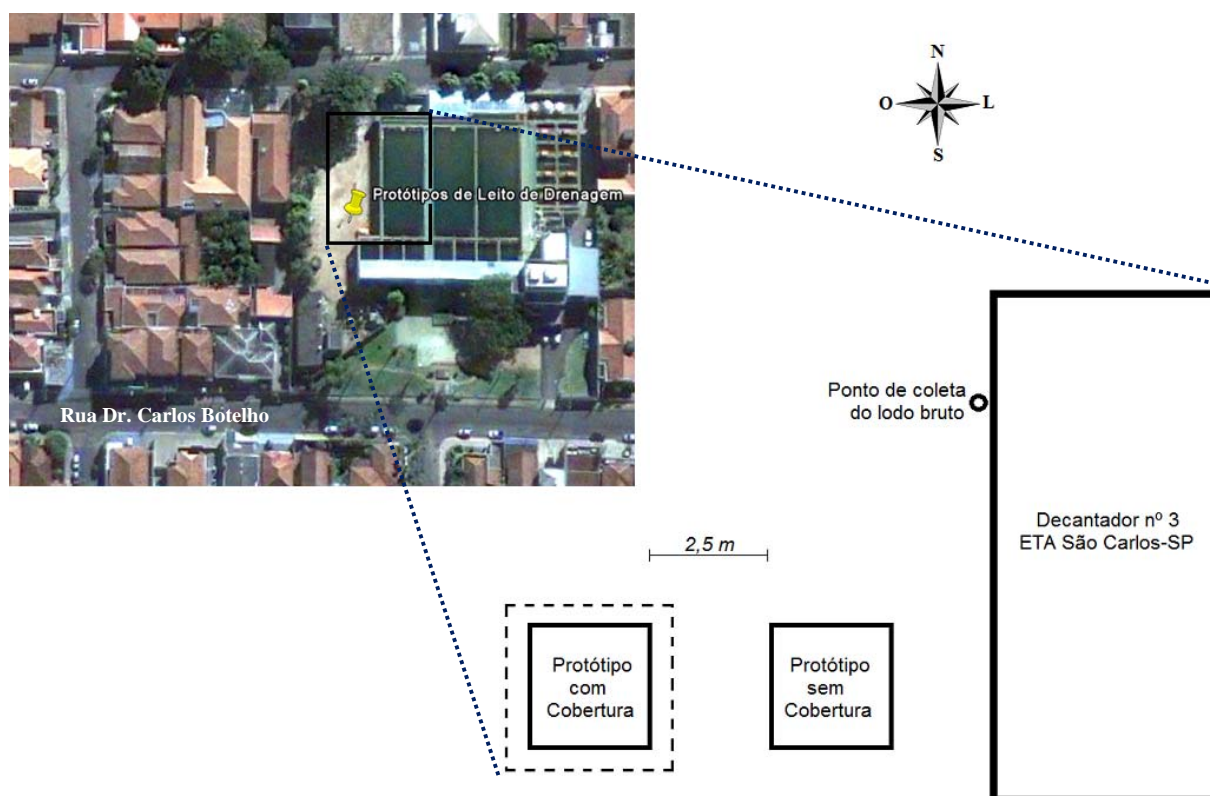 N
O L
S
Protótipos de Leito de Drenagem
Rua Dr. Carlos Botelho
Ponto de coleta
do lodo bruto
Decantador nº 3
ETA São Carlos-SP
2,5 m
Protótipo
com
Cobertura
Protótipo
sem
Cobertura